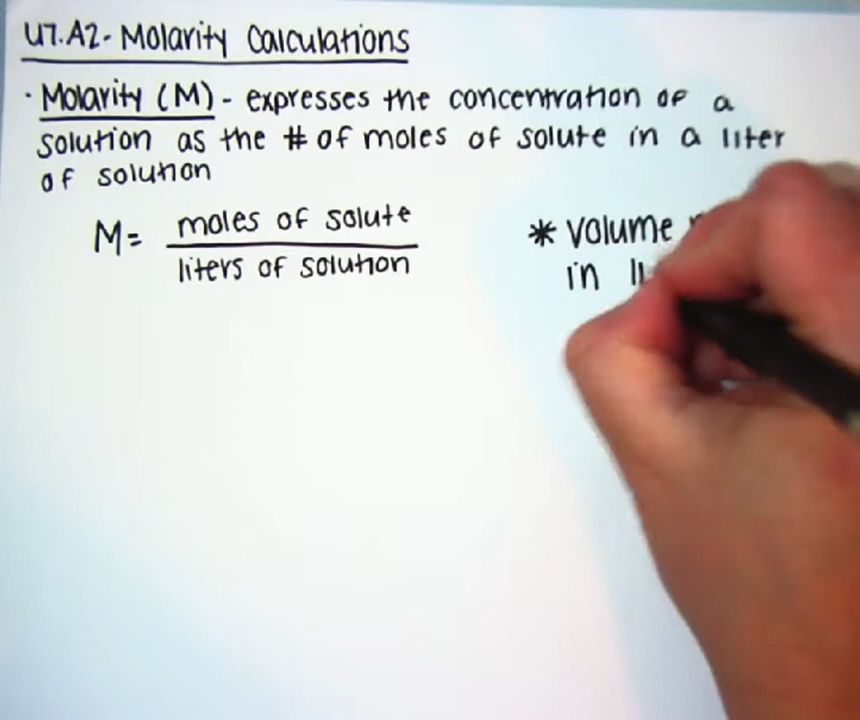 U7.A2- Molarity Calculations
· Molarity (M) - expresses the concentration of a
solution as the # of moles of solute in a liter
of solution
M= moles of solute
liters of solution
* volume
in